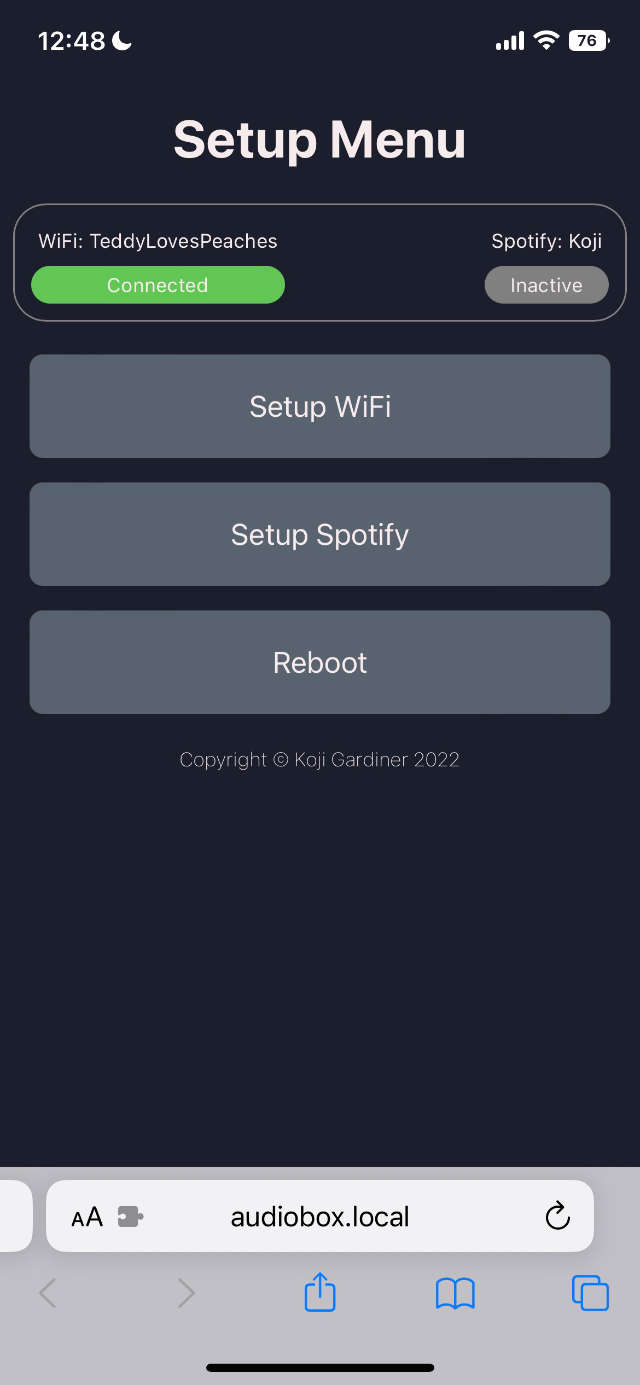 12:48
76
Setup Menu
WiFi: TeddyLovesPeaches
Spotify: Koji
Connected
Inactive
Setup WiFi
Setup Spotify
Reboot
Copyright © Koji Gardiner 2022
AA
audiobox.local